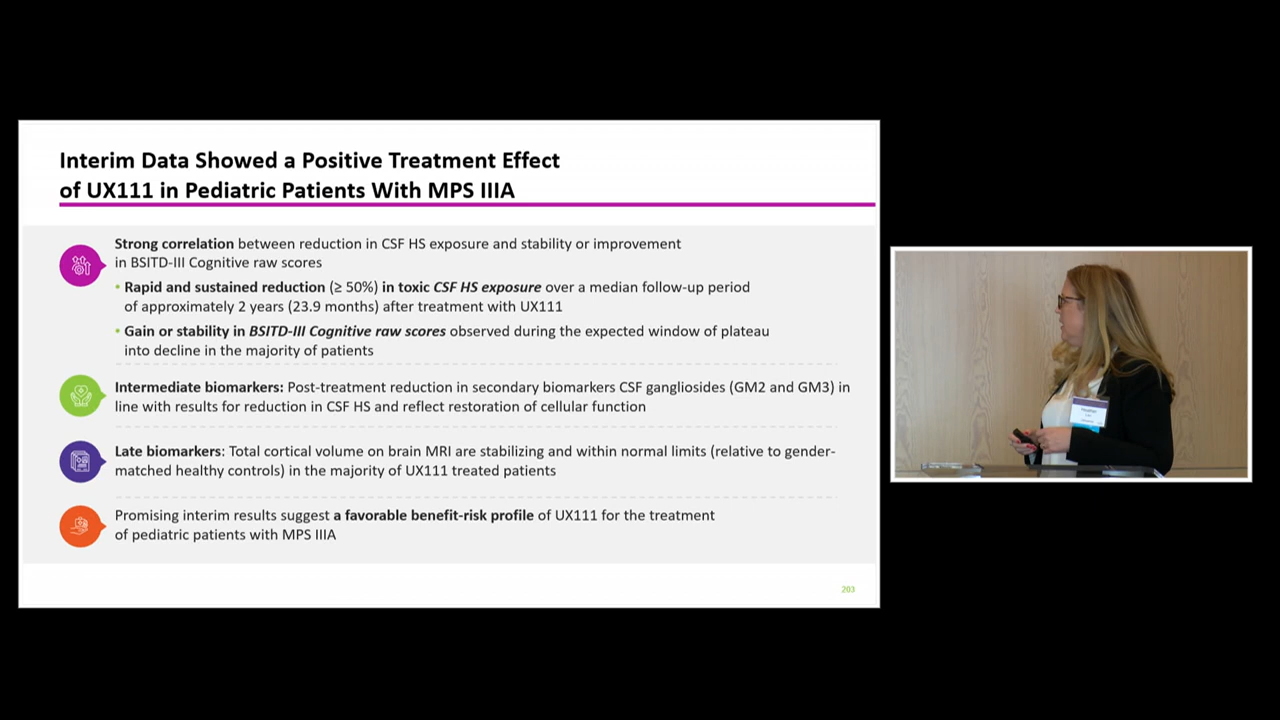 Interim Data Showed a Positive Treatment Effect
of UX111 in Pediatric Patients With MPS IIIA
Strong correlation between reduction in CSF HS exposure and stability or improvement
in BSITD-III Cognitive raw scores
• Rapid and sustained reduction (≥ 50%) in toxic CSF HS exposure over a median follow-up period
of approximately 2 years (23.9 months) after treatment with UX111
• Gain or stability in BSITD-III Cognitive raw scores observed during the expected window of plateau
into decline in the majority of patients
Intermediate biomarkers: Post-treatment reduction in secondary biomarkers CSF gangliosides (GM2 and GM3) in
line with results for reduction in CSF HS and reflect restoration of cellular function
Late biomarkers: Total cortical volume on brain MRI are stabilizing and within normal limits (relative to gender-
matched healthy controls) in the majority of UX111 treated patients
Promising interim results suggest a favorable benefit-risk profile of UX111 for the treatment
of pediatric patients with MPS IIIA
203
Heather